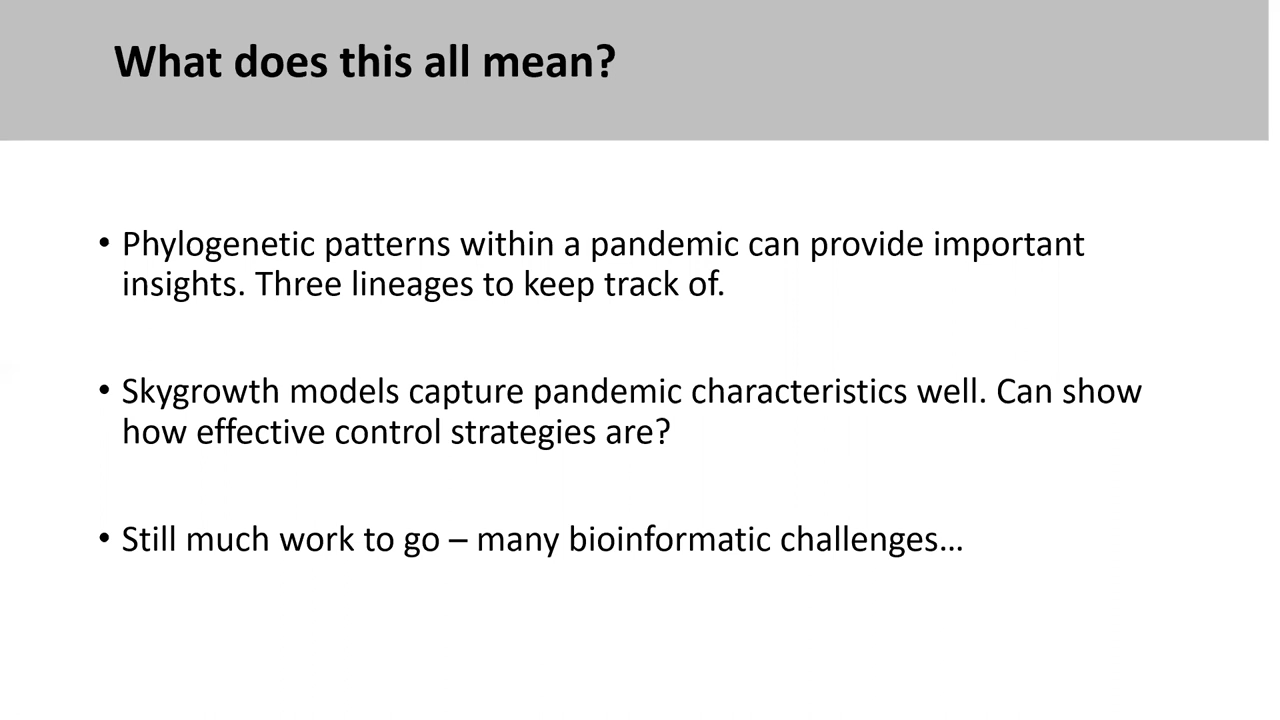 What does this all mean?
• Phylogenetic patterns within a pandemic can provide important
insights. Three lineages to keep track of.
• Skygrowth models capture pandemic characteristics well. Can show
how effective control strategies are?
• Still much work to go – many bioinformatic challenges…